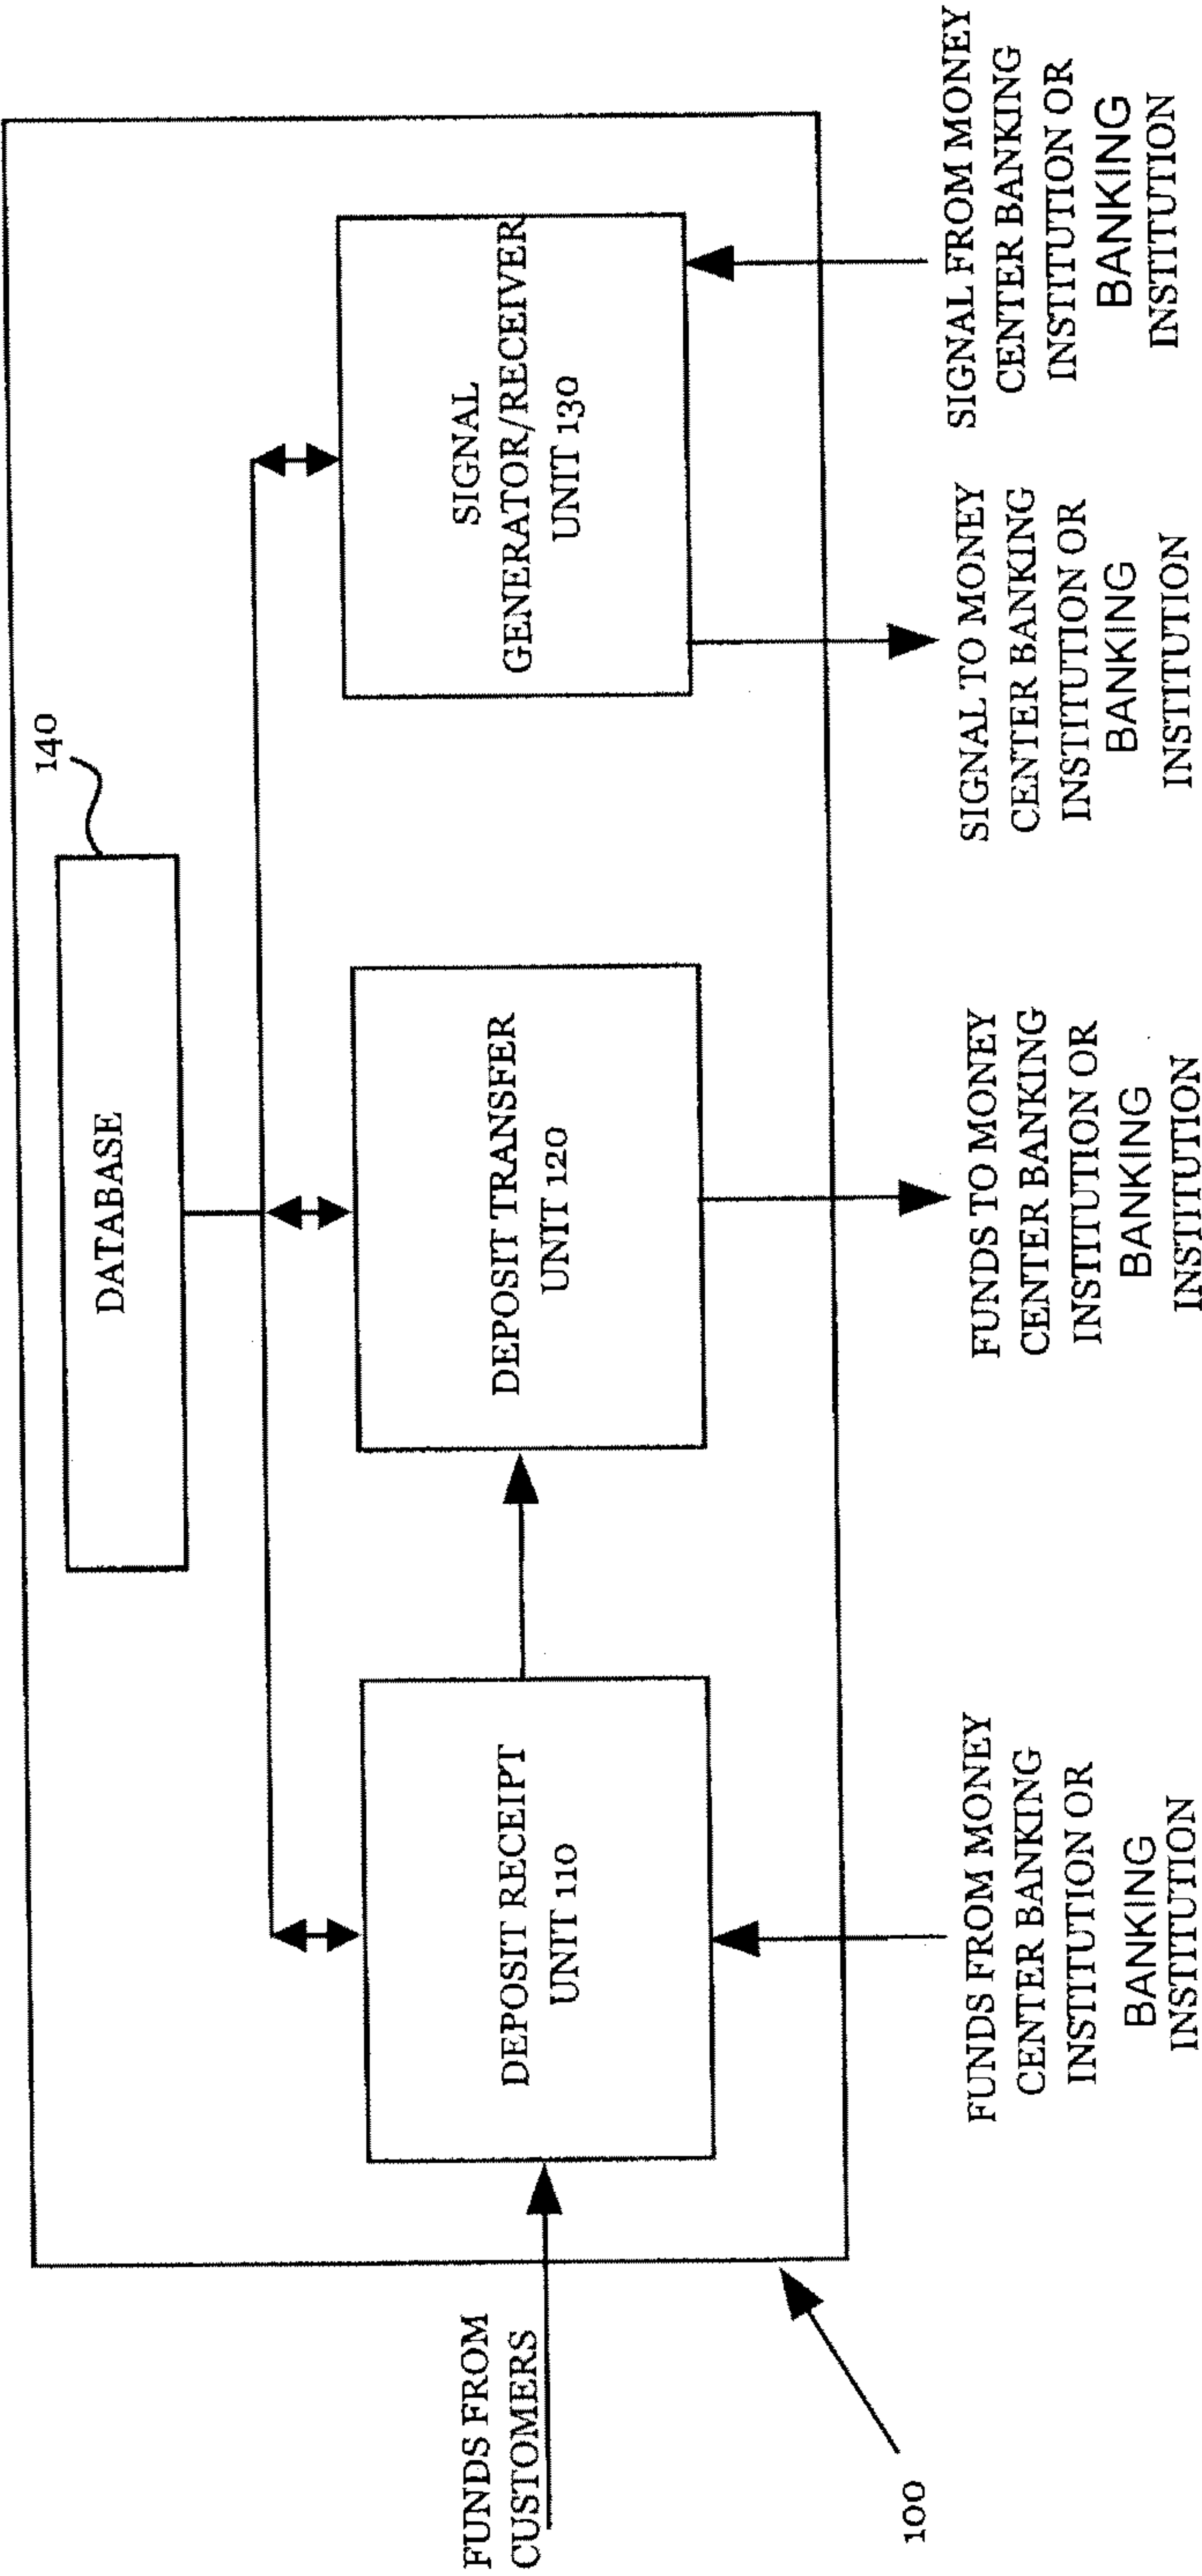 140
DATABASE
FUNDS FROM
CUSTOMERS
DEPOSIT RECEIPT
UNIT 110
DEPOSIT TRANSFER
UNIT 120
SIGNAL
GENERATOR/RECEIVER
UNIT 130
100
FUNDS FROM MONEY
CENTER BANKING
INSTITUTION OR
BANKING
INSTITUTION
FUNDS TO MONEY
CENTER BANKING
INSTITUTION OR
BANKING
INSTITUTION
SIGNAL TO MONEY
CENTER BANKING
INSTITUTION OR
BANKING
INSTITUTION
SIGNAL FROM MONEY
CENTER BANKING
INSTITUTION OR
BANKING
INSTITUTION